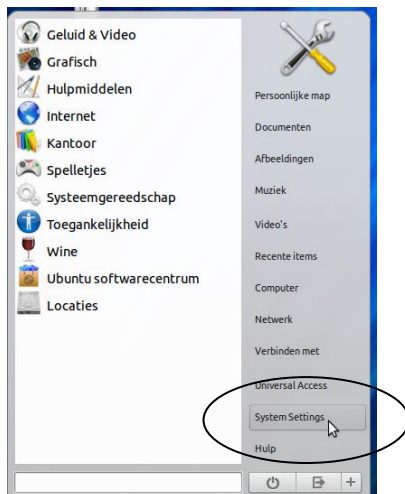 Geluid & Video
Grafisch
Hulpmiddelen
Internet
Kantoor
Spelletjes
Systeemgereedschap
Toegankelijkheid
Wine
Ubuntu softwarecentrum
Locaties
Persoonlijke map
Documenten
Afbeeldingen
Muziek
Video's
Recente items
Computer
Netwerk
Verbinden met
Universal Access
System Settings
Hulp